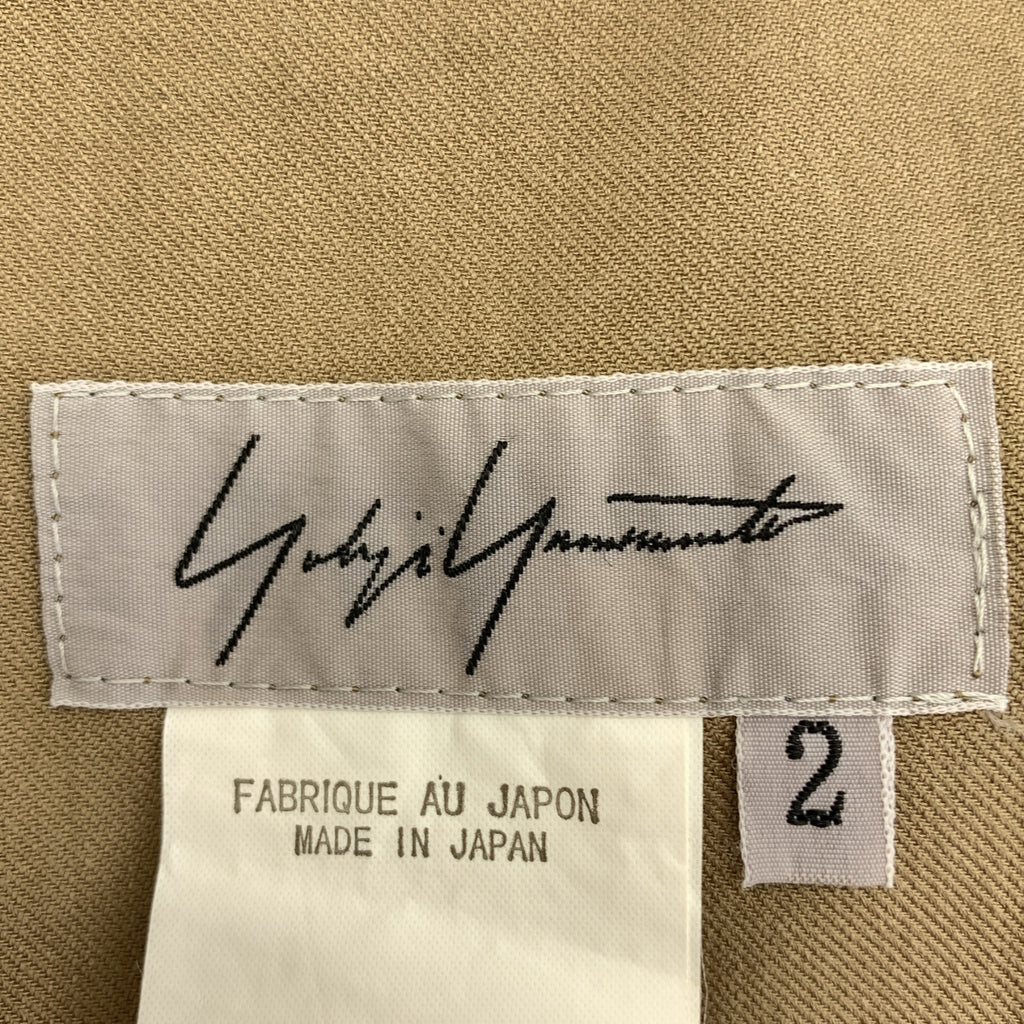 Yohji Yamamoto
2
FABRIQUE AU JAPON
MADE IN JAPAN